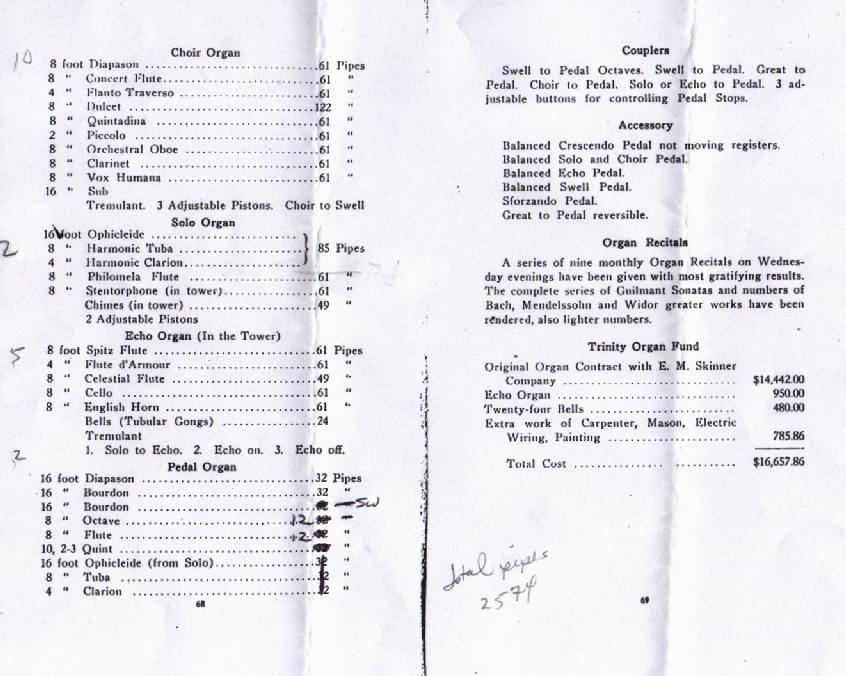 Choir Organ
10
8 foot Diapason ........................61 Pipes
8 " Concert Flute........................61 "
4 " Flanto Traverso ........................61 "
8 " Dulcet ........................122 "
8 " Quintadina ........................61 "
2 " Piccolo ........................61 "
8 " Orchestral Oboe ........................61 "
8 " Clarinet ........................61 "
8 " Vox Humana ........................61 "
16 " Sub
Tremulant. 3 Adjustable Pistons. Choir to Swell
Solo Organ
16 foot Ophicleide ........................
2
8 " Harmonic Tuba ........................} 85 Pipes
4 " Harmonic Clarion........................
8 " Philomela Flute ........................61 "
8 " Stentorphone (in tower)........................61 "
Chimes (in tower) ........................49 "
2 Adjustable Pistons
Echo Organ (In the Tower)
5
8 foot Spitz Flute ........................61 Pipes
4 " Flute d'Armour ........................61 "
8 " Celestial Flute ........................49 "
8 " Cello ........................61 "
8 " English Horn ........................61 "
Bells (Tubular Gongs) ........................24
Tremulant
1. Solo to Echo. 2. Echo on. 3. Echo off.
2
Pedal Organ
16 foot Diapason ........................32 Pipes
16 " Bourdon ........................32 "
16 " Bourdon ........................ " — SW
8 " Octave ........................12 " —
8 " Flute ........................ "
10, 2-3 Quint ........................ "
16 foot Ophicleide (from Solo)........................32 "
8 " Tuba ........................32 "
4 " Clarion ........................32 "
68
Couplers
Swell to Pedal Octaves. Swell to Pedal. Great to
Pedal. Choir to Pedal. Solo or Echo to Pedal. 3 ad-
justable buttons for controlling Pedal Stops.
Accessory
Balanced Crescendo Pedal not moving registers.
Balanced Solo and Choir Pedal.
Balanced Echo Pedal.
Balanced Swell Pedal.
Sforzando Pedal.
Great to Pedal reversible.
Organ Recitals
A series of nine monthly Organ Recitals on Wednes-
day evenings have been given with most gratifying results.
The complete series of Guilmant Sonatas and numbers of
Bach, Mendelssohn and Widor greater works have been
rendered, also lighter numbers.
Trinity Organ Fund
Original Organ Contract with E. M. Skinner
Company ........................ $14,442.00
Echo Organ ........................ 950.00
Twenty-four Bells ........................ 480.00
Extra work of Carpenter, Mason, Electric
Wiring, Painting ........................ 785.86
Total Cost ........................ $16,657.86
total pipes
2574
69